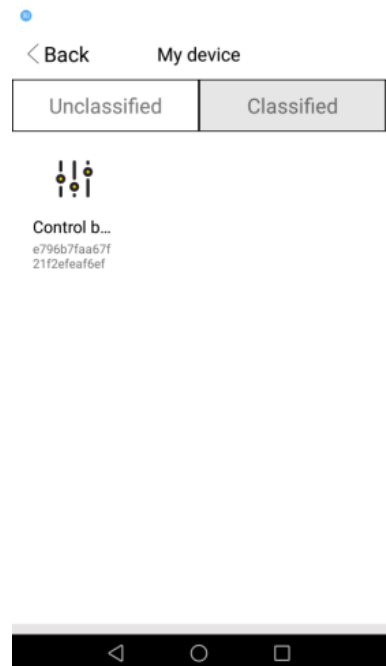 Back
My device
Unclassified
Classified
Control b...
e796b7faa67f
21f2efeaf6ef